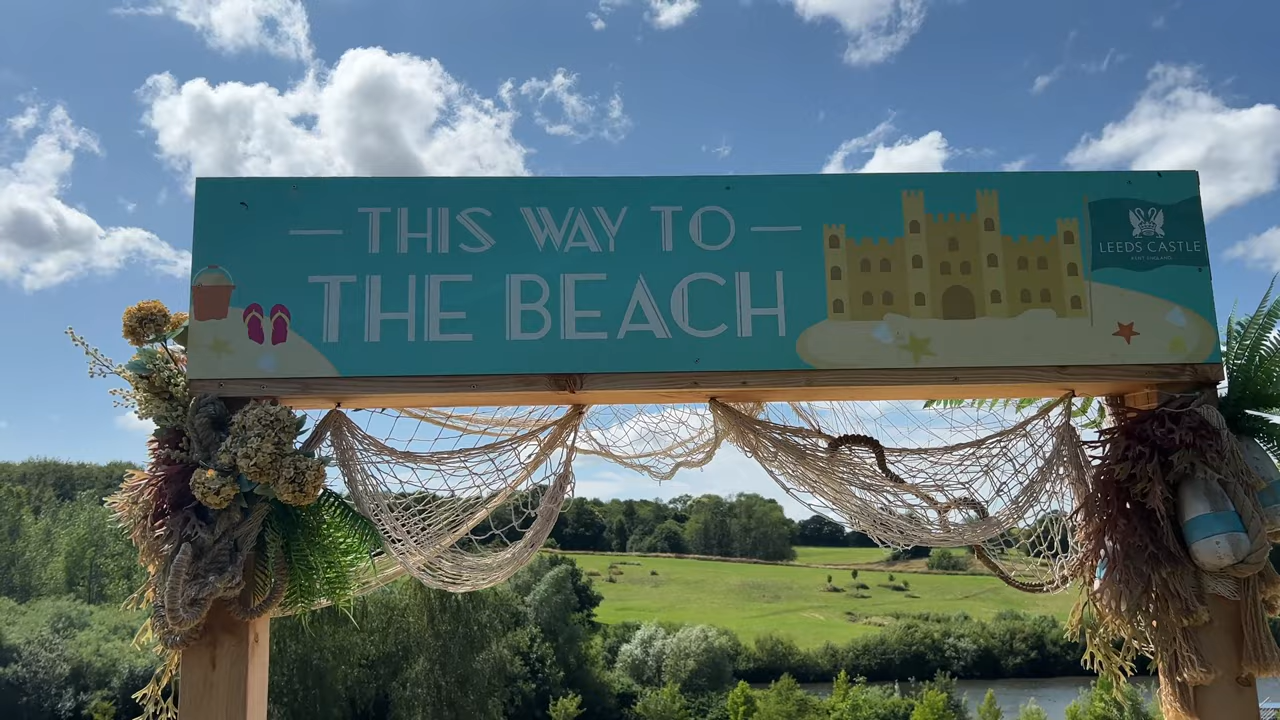 THIS WAY TO
THE BEACH
LEEDS CASTLE
KENT ENGLAND